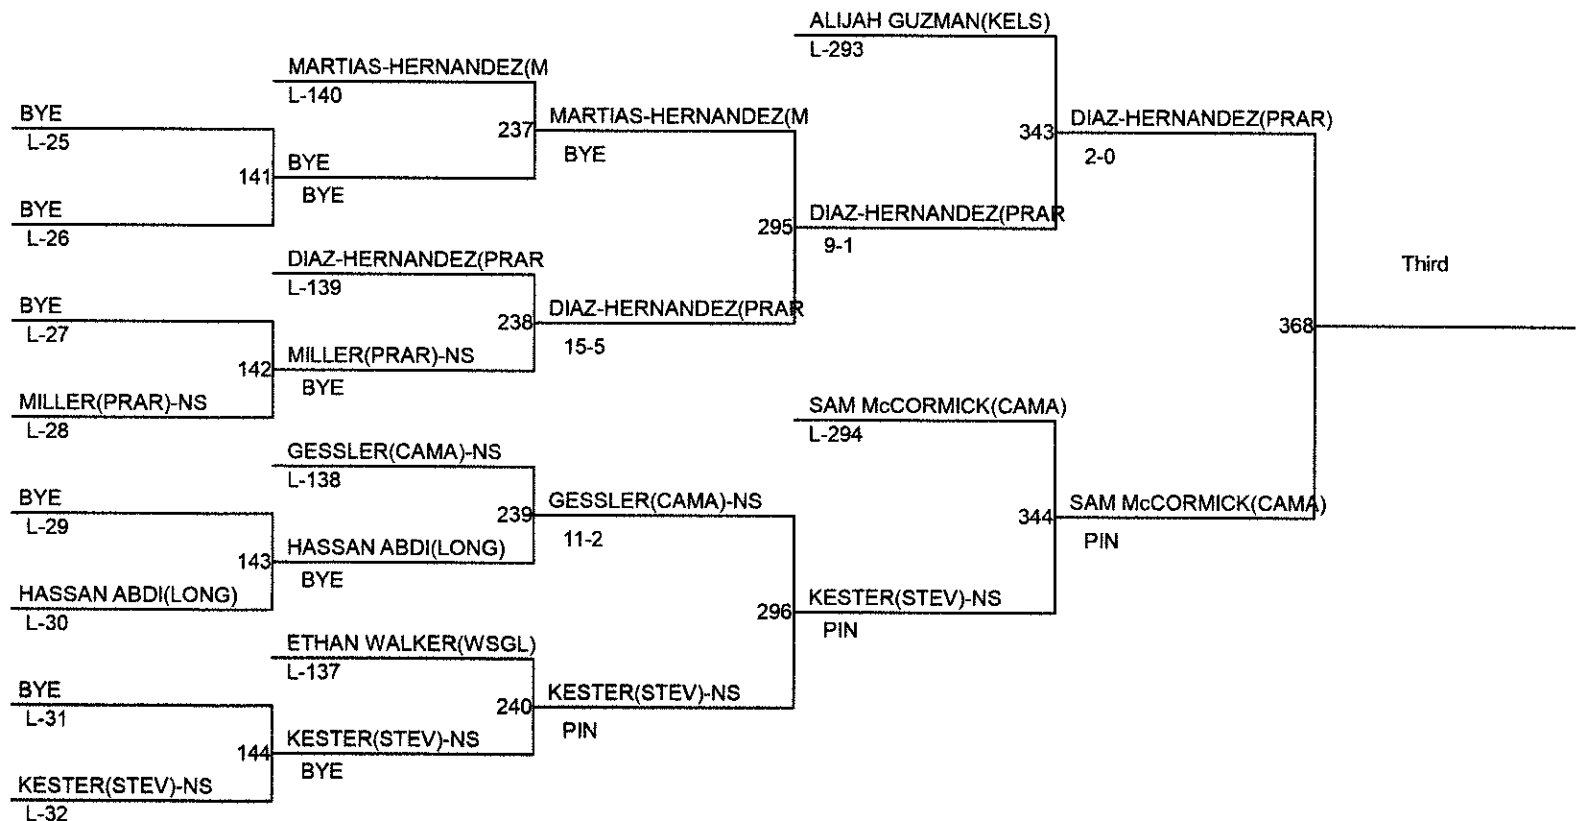 ALIJAH GUZMAN(KELS)
L-293
MARTIAS-HERNANDEZ(M
L-140
BYE
L-25
237
MARTIAS-HERNANDEZ(M
BYE
343
DIAZ-HERNANDEZ(PRAR)
2-0
141
BYE
BYE
BYE
L-26
295
DIAZ-HERNANDEZ(PRAR
9-1
DIAZ-HERNANDEZ(PRAR
L-139
Third
BYE
L-27
238
DIAZ-HERNANDEZ(PRAR
15-5
368
142
MILLER(PRAR)-NS
BYE
MILLER(PRAR)-NS
L-28
SAM McCORMICK(CAMA)
L-294
GESSLER(CAMA)-NS
L-138
BYE
L-29
239
GESSLER(CAMA)-NS
11-2
344
SAM McCORMICK(CAMA)
PIN
143
HASSAN ABDI(LONG)
BYE
HASSAN ABDI(LONG)
L-30
296
KESTER(STEV)-NS
PIN
ETHAN WALKER(WSGL)
L-137
BYE
L-31
240
KESTER(STEV)-NS
PIN
144
KESTER(STEV)-NS
BYE
KESTER(STEV)-NS
L-32